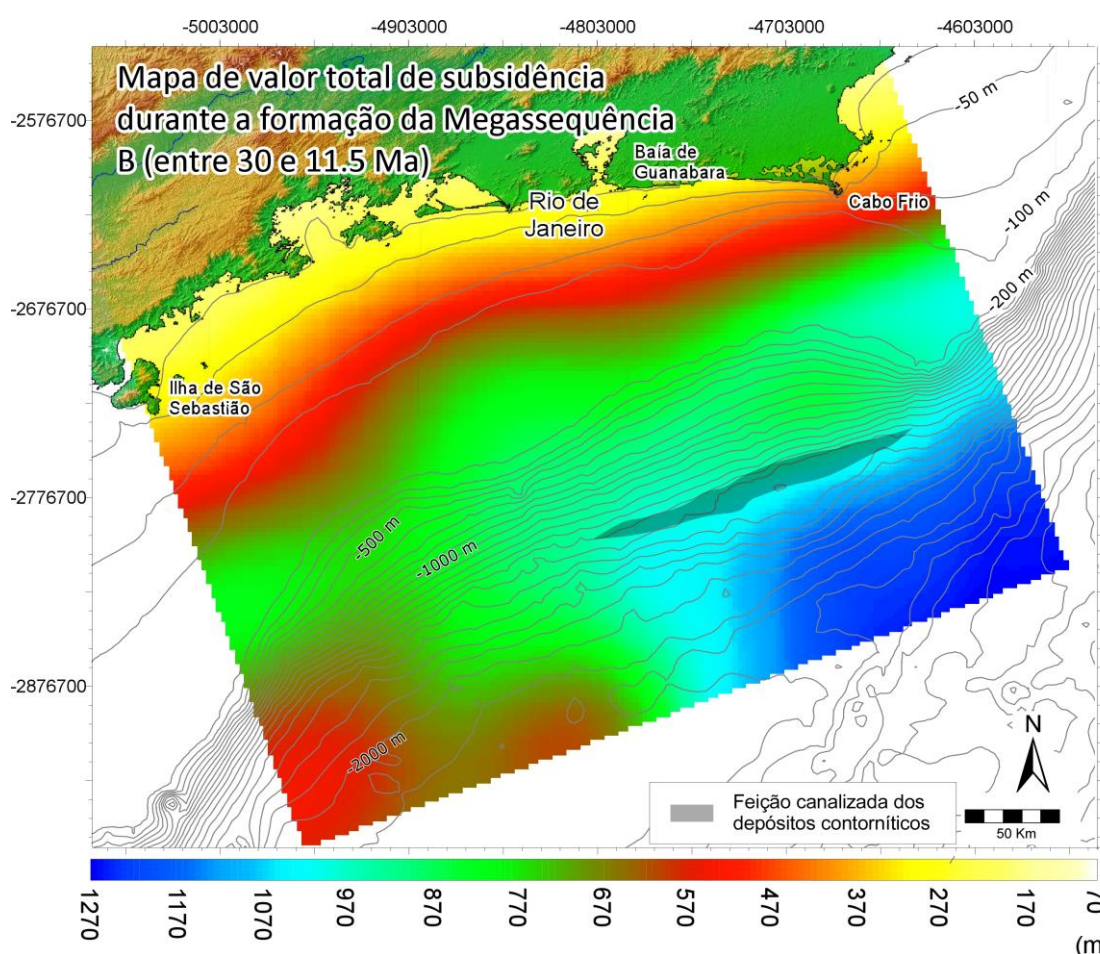 -5003000
-4903000
-4803000
-4703000
-4603000
Mapa de valor total de subsidência
durante a formação da Megassequência
B (entre 30 e 11.5 Ma)
-2576700
-2676700
-2776700
-2876700
Baía de
Guanabara
Rio de
Janeiro
Cabo Frio
Ilha de São
Sebastião
-50 m
-100 m
-200 m
-500 m
-1000 m
-2000 m
N
50 Km
Feição canalizada dos
depósitos contorníticos
1270
1170
1070
970
870
770
670
570
470
370
270
170
70
(m